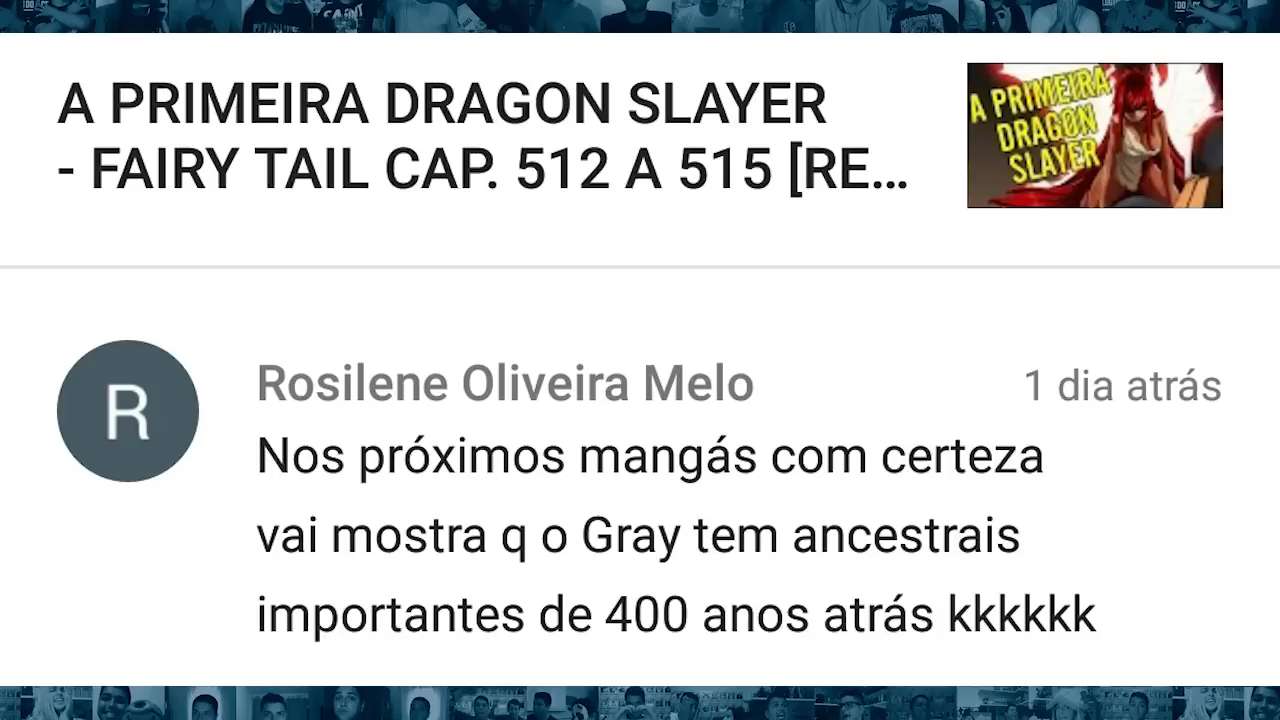 A PRIMEIRA DRAGON SLAYER
- FAIRY TAIL CAP. 512 A 515 [RE...
A PRIMEIRA
DRAGON
SLAYER
Rosilene Oliveira Melo
1 dia atrás
R
Nos próximos mangás com certeza
vai mostra q o Gray tem ancestrais
importantes de 400 anos atrás kkkkkk